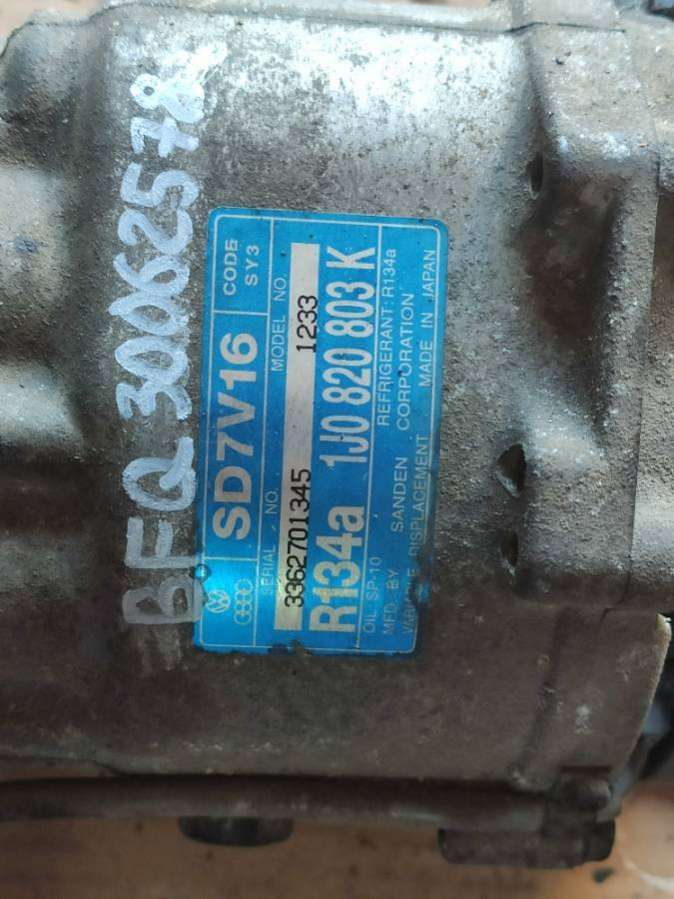 BFQ 30062578
SD7V16 CODE SY3
SERIAL NO. MODEL NO.
3362701345 1233
R134a 1J0 820 803 K
OIL SP-10 REFRIGERANT: R134a
MFD. BY SANDEN CORPORATION
VARIABLE DISPLACEMENT MADE IN JAPAN